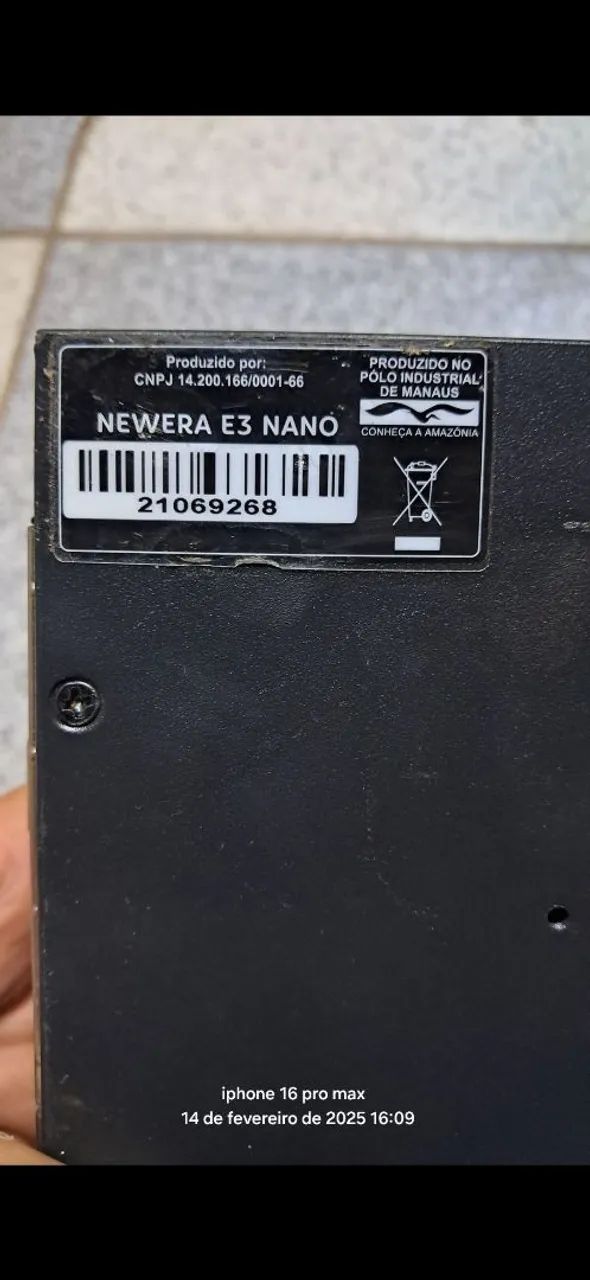 Produzido por:
CNPJ 14.200.166/0001-66
NEWERA E3 NANO
21069268
PRODUZIDO NO
PÓLO INDUSTRIAL
DE MANAUS
CONHEÇA A AMAZÔNIA
iphone 16 pro max
14 de fevereiro de 2025 16:09